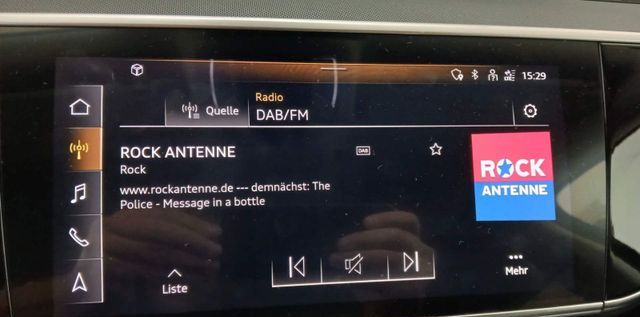 15:29
Quelle
Radio
DAB/FM
ROCK ANTENNE
DAB
Rock
www.rockantenne.de --- demnächst: The
Police - Message in a bottle
ROCK
ANTENNE
Liste
Mehr